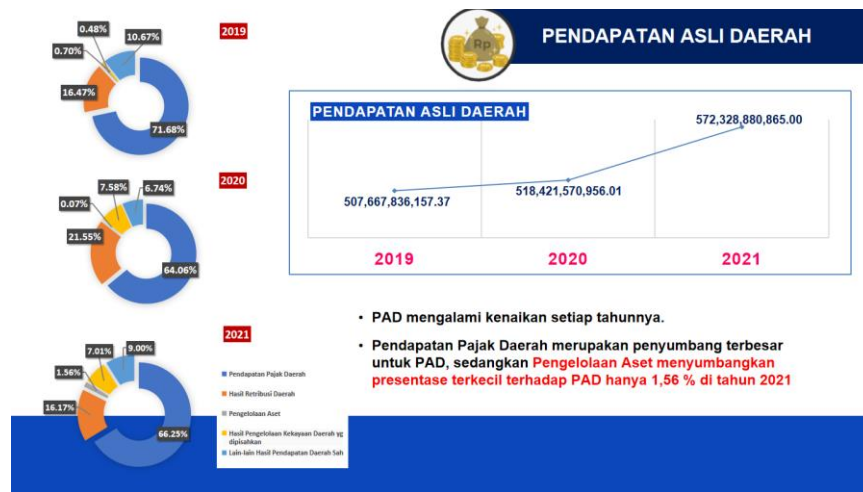 2019
0.48%
10.67%
0.70%
16.47%
71.68%
2020
7.58%
6.74%
0.07%
21.55%
64.06%
2021
7.01%
9.00%
1.56%
16.17%
66.25%
Pendapatan Pajak Daerah
Hasil Retribusi Daerah
Pengelolaan Aset
Hasil Pengelolaan Kekayaan Daerah yg
dipisahkan
Lain-lain Hasil Pendapatan Daerah Sah
Rp
PENDAPATAN ASLI DAERAH
PENDAPATAN ASLI DAERAH
507,667,836,157.37
518,421,570,956.01
572,328,880,865.00
2019
2020
2021
• PAD mengalami kenaikan setiap tahunnya.
• Pendapatan Pajak Daerah merupakan penyumbang terbesar
untuk PAD, sedangkan Pengelolaan Aset menyumbangkan
presentase terkecil terhadap PAD hanya 1,56 % di tahun 2021